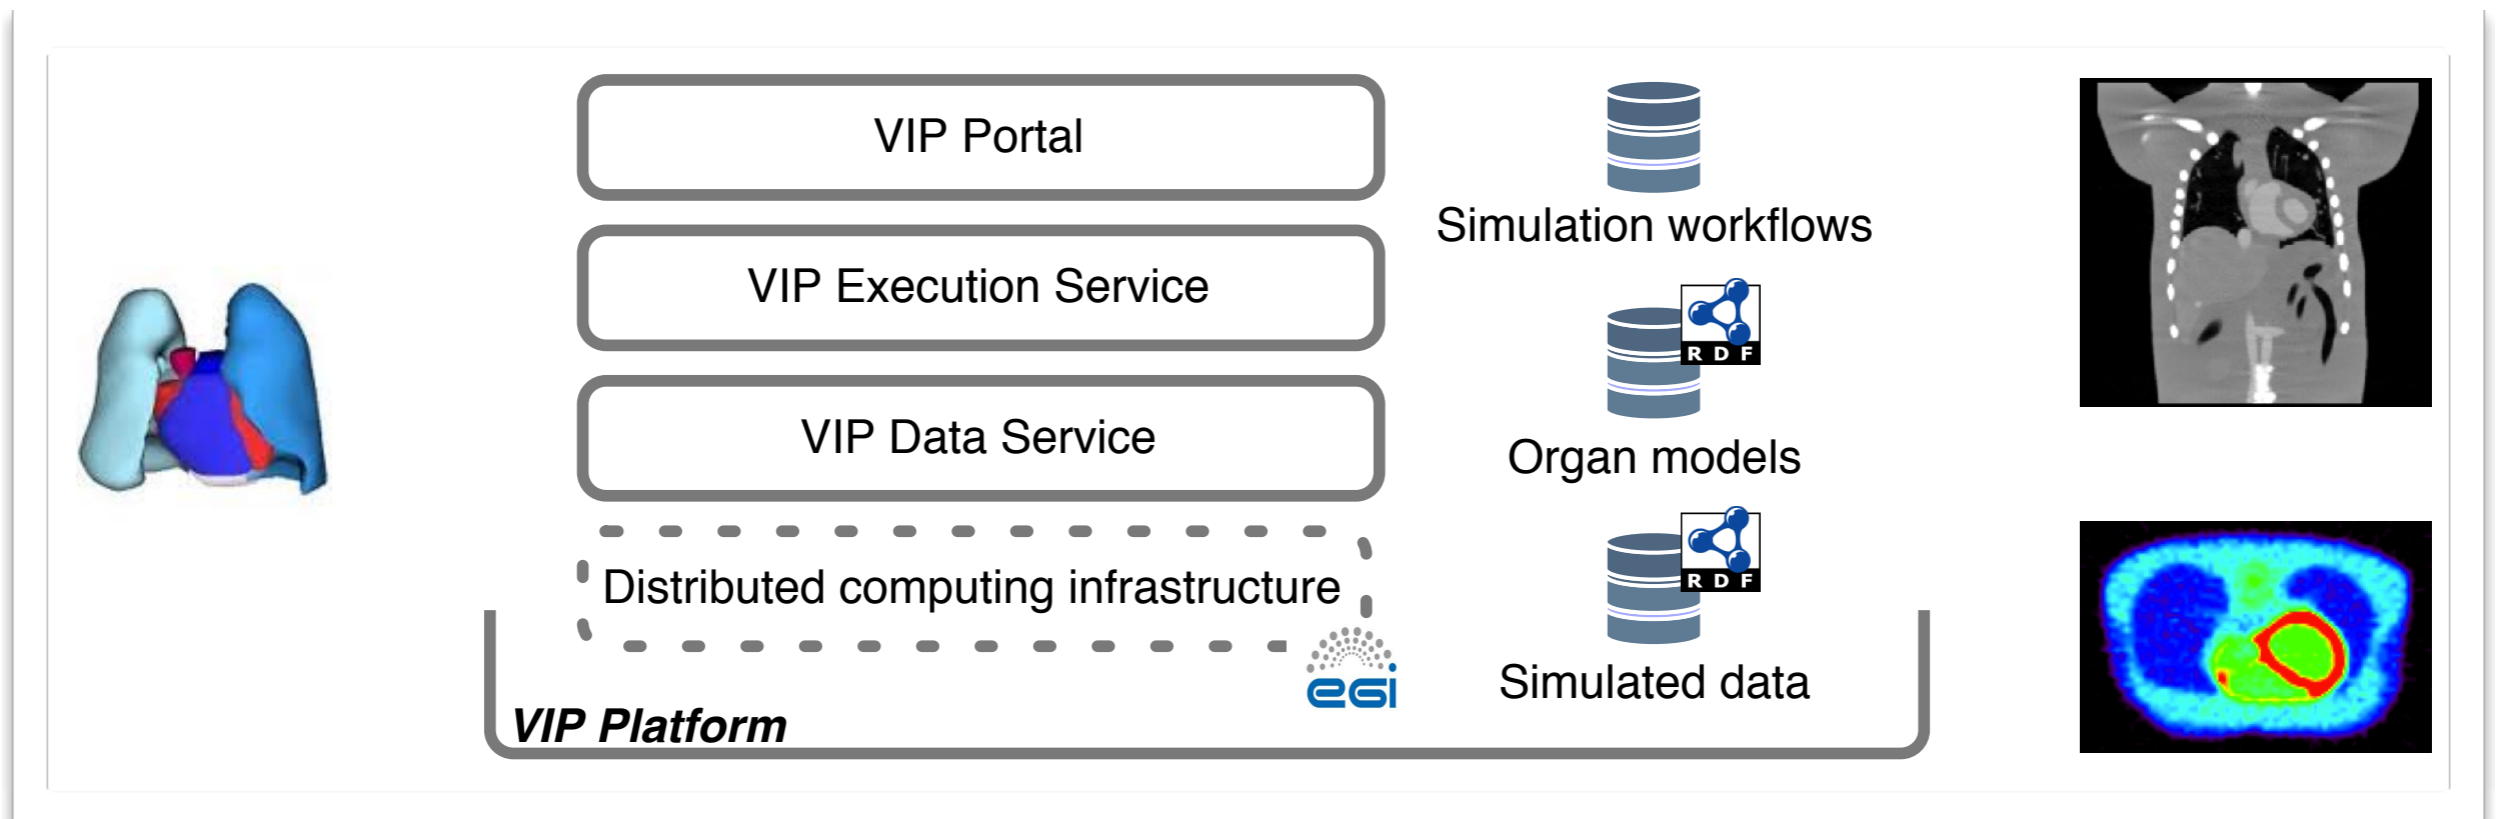 VIP Portal
VIP Execution Service
VIP Data Service
Distributed computing infrastructure
egi
VIP Platform
Simulation workflows
RDF
Organ models
RDF
Simulated data